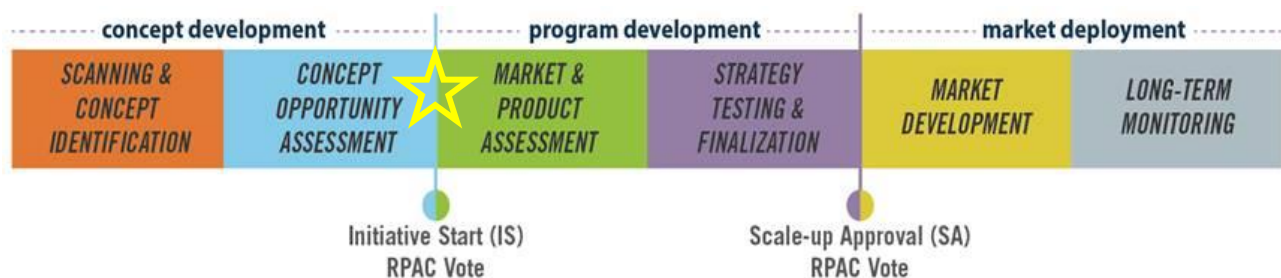 concept development
program development
market deployment
SCANNING &
CONCEPT
IDENTIFICATION
CONCEPT
OPPORTUNITY
ASSESSMENT
MARKET &
PRODUCT
ASSESSMENT
STRATEGY
TESTING &
FINALIZATION
MARKET
DEVELOPMENT
LONG-TERM
MONITORING
Initiative Start (IS)
RPAC Vote
Scale-up Approval (SA)
RPAC Vote